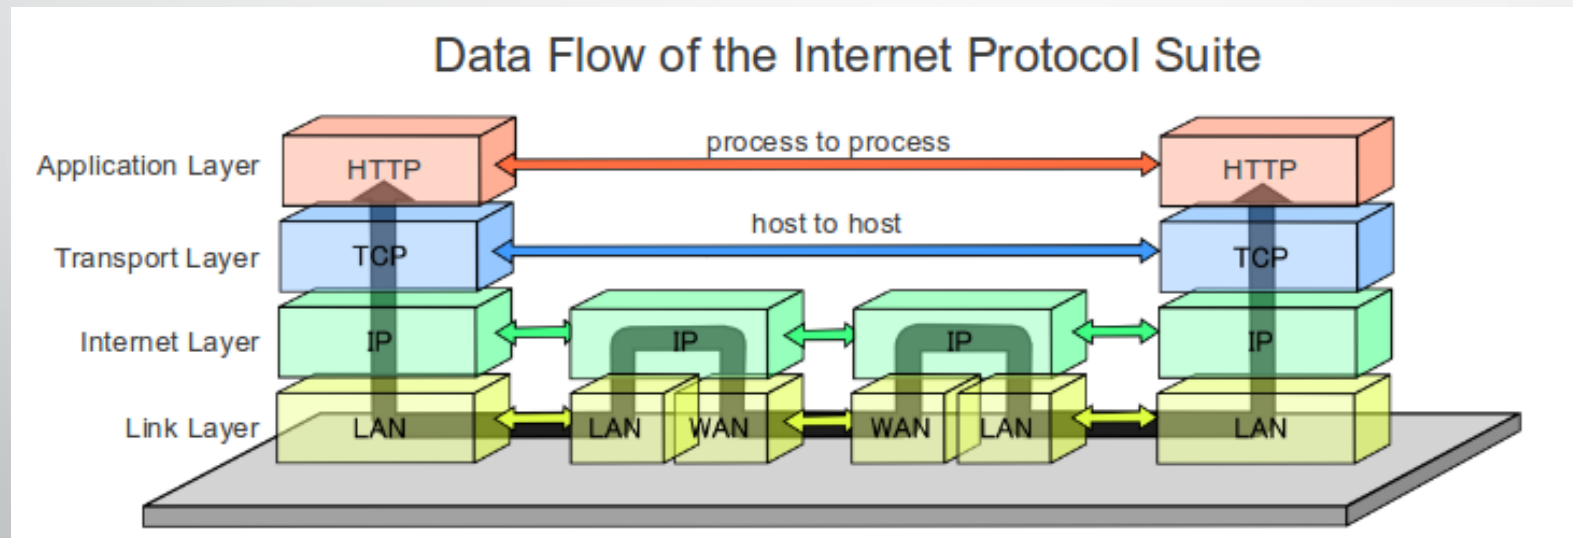 Data Flow of the Internet Protocol Suite
process to process
Application Layer HTTP HTTP
host to host
Transport Layer TCP TCP
Internet Layer IP IP IP IP
Link Layer LAN LAN WAN WAN LAN LAN